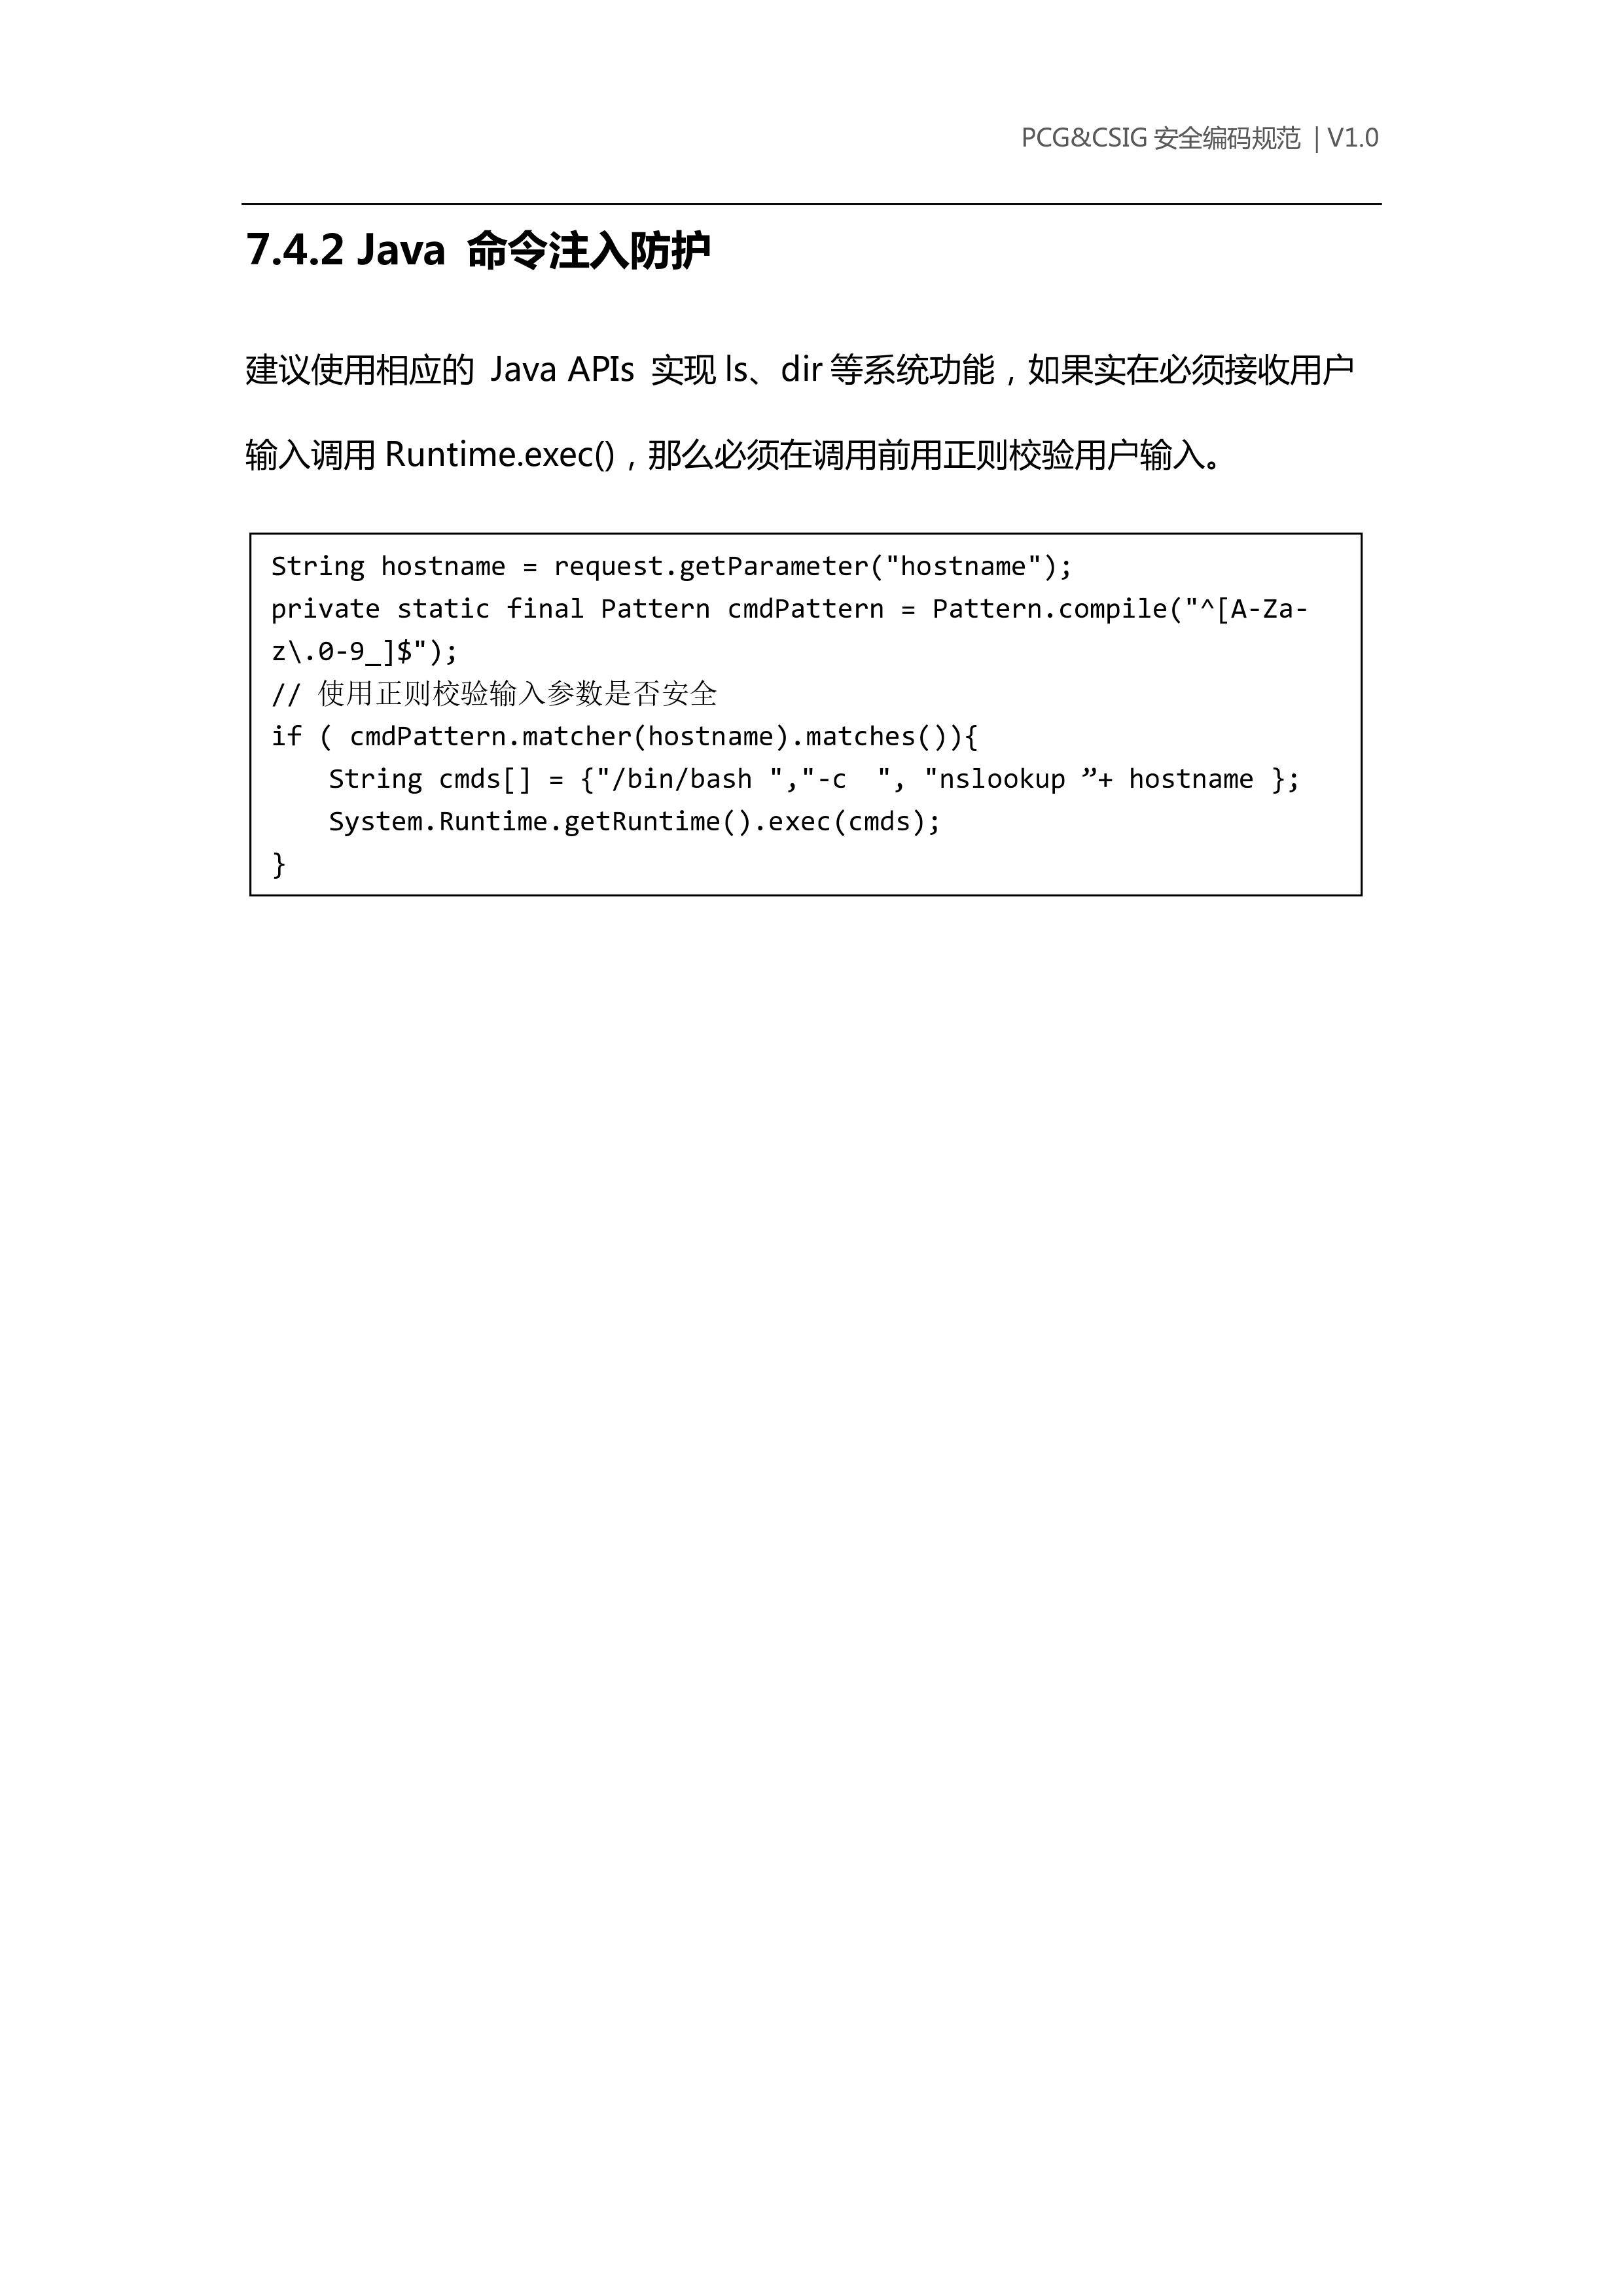 PCG&CSIG 安全编码规范 | V1.0
7.4.2 Java 命令注入防护
建议使用相应的 Java APIs 实现 ls、dir 等系统功能，如果实在必须接收用户
输入调用 Runtime.exec()，那么必须在调用前用正则校验用户输入。
String hostname = request.getParameter("hostname");
private static final Pattern cmdPattern = Pattern.compile("^[A-Za-
z\.0-9_]$");
// 使用正则校验输入参数是否安全
if ( cmdPattern.matcher(hostname).matches()){
    String cmds[] = {"/bin/bash ","-c  ", "nslookup ”+ hostname };
    System.Runtime.getRuntime().exec(cmds);
}